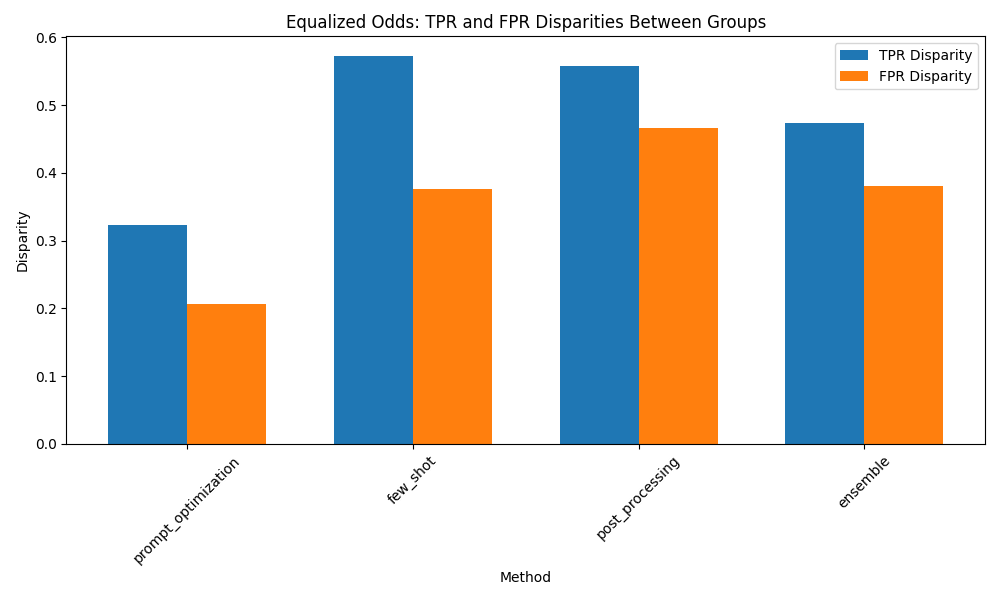 Equalized Odds: TPR and FPR Disparities Between Groups
TPR Disparity
FPR Disparity
Disparity
0.6
0.5
0.4
0.3
0.2
0.1
0.0
prompt_optimization
few_shot
post_processing
ensemble
Method